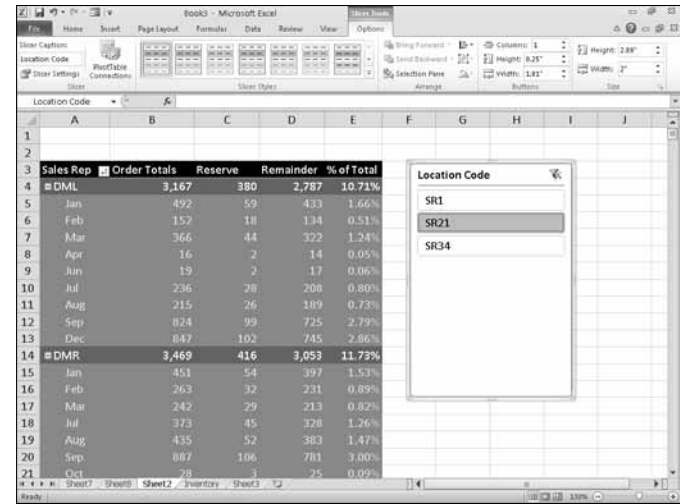 Book3 - Microsoft Excel
Slicer Tools
File Home Insert Page Layout Formulas Data Review View Options
Slicer Caption:
Location Code
Slicer Settings
PivotTable
Connections
Bring Forward
Send Backward
Selection Pane
Columns: 1
Height: 0.25"
Width: 1.81"
Height: 2.89"
Width: 2"
Slicer Slicer Styles Arrange Buttons Size
Location Code fx
A B C D E F G H I J
1
2
3 Sales Rep Order Totals Reserve Remainder % of Total
4 DML 3,167 380 2,787 10.71%
5 Jan 492 59 433 1.66%
6 Feb 152 18 134 0.51%
7 Mar 366 44 322 1.24%
8 Apr 16 2 14 0.05%
9 Jun 19 2 17 0.06%
10 Jul 236 28 208 0.80%
11 Aug 215 26 189 0.73%
12 Sep 824 99 725 2.79%
13 Dec 847 102 745 2.86%
14 DMR 3,469 416 3,053 11.73%
15 Jan 451 54 397 1.53%
16 Feb 263 32 231 0.89%
17 Mar 242 29 213 0.82%
18 Jul 373 45 328 1.26%
19 Aug 435 52 383 1.47%
20 Sep 887 106 781 3.00%
21 Oct 28 3 25 0.09%
Location Code
SR1
SR21
SR34
Sheet7 Sheet8 Sheet2 Inventory Sheet3
Ready 130%